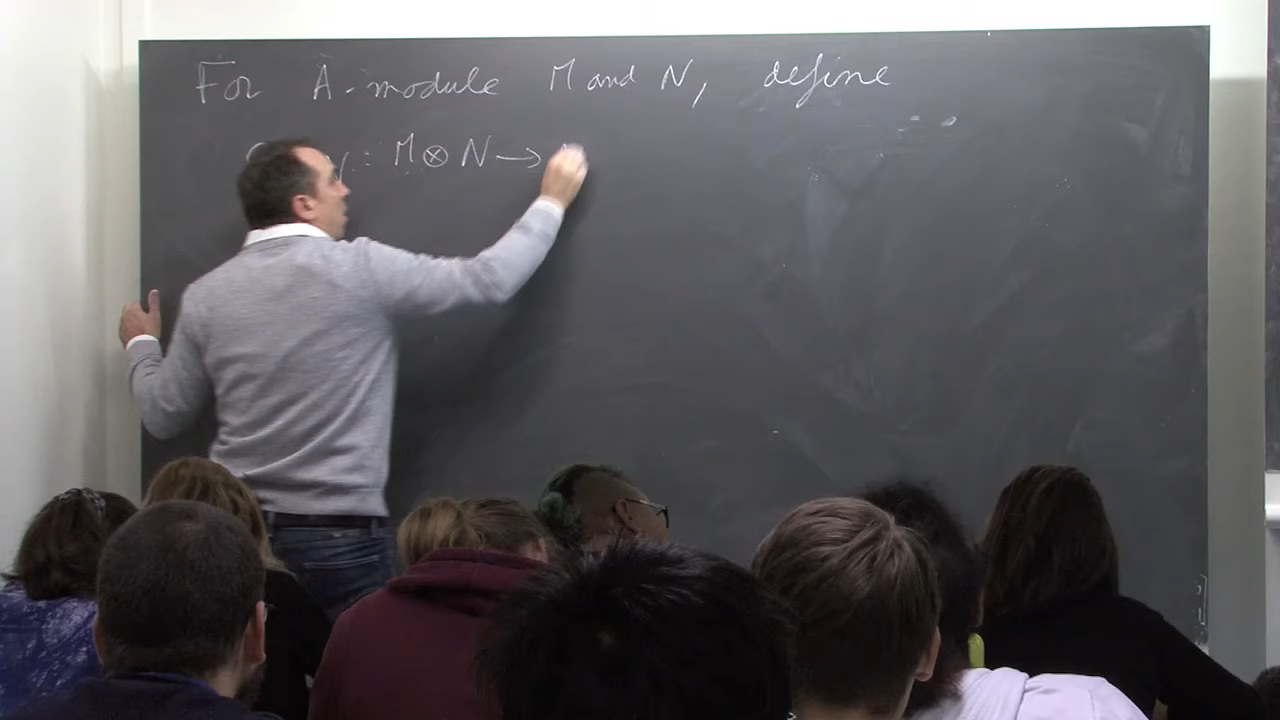 For A-module M and N, define
: M ⊗ N →